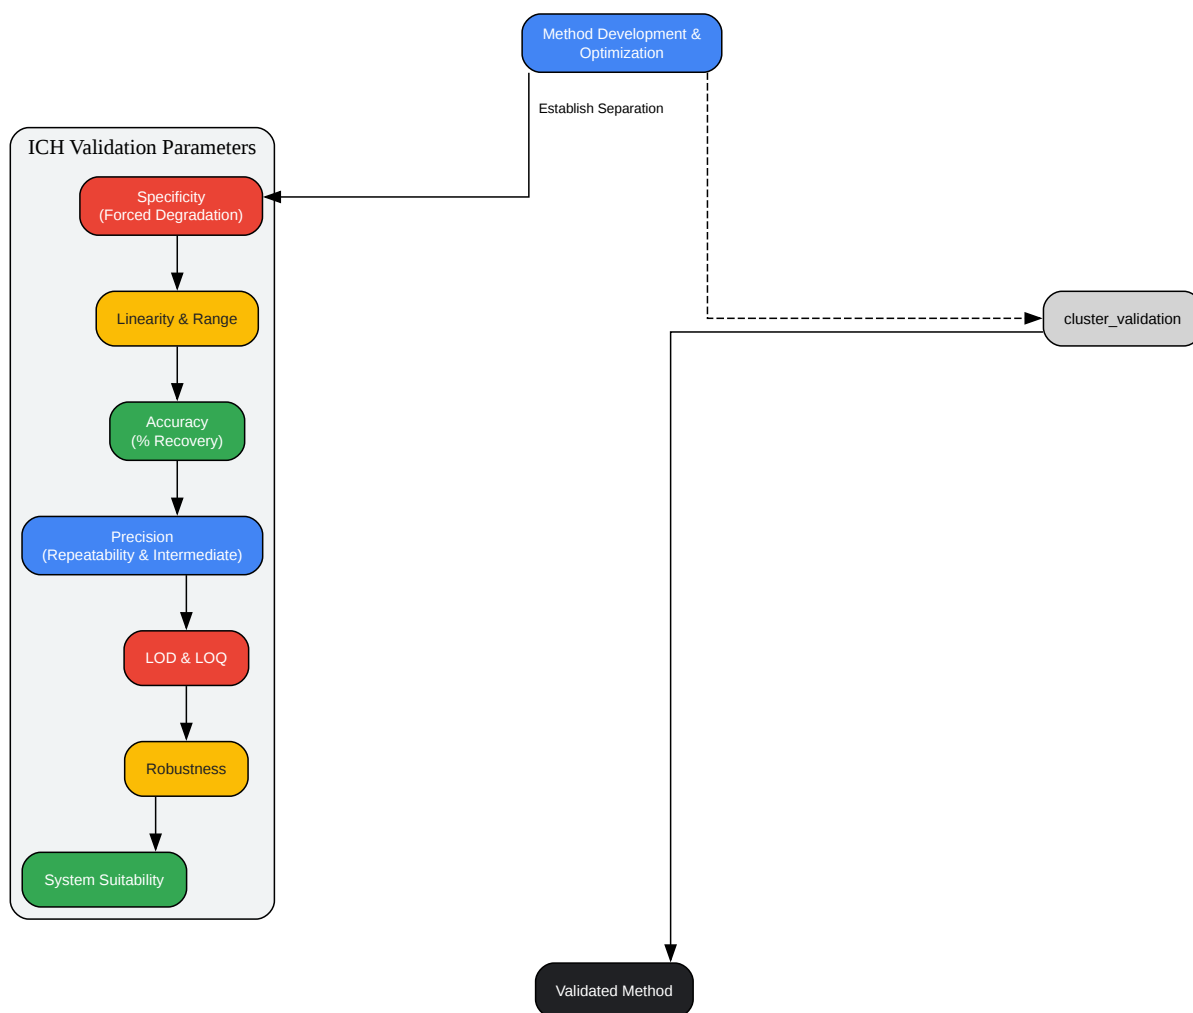 Method Development &
Optimization
Establish Separation
ICH Validation Parameters
Specificity
(Forced Degradation)
Linearity & Range
cluster_validation
Accuracy
(% Recovery)
Precision
(Repeatability & Intermediate)
LOD & LOQ
Robustness
System Suitability
Validated Method